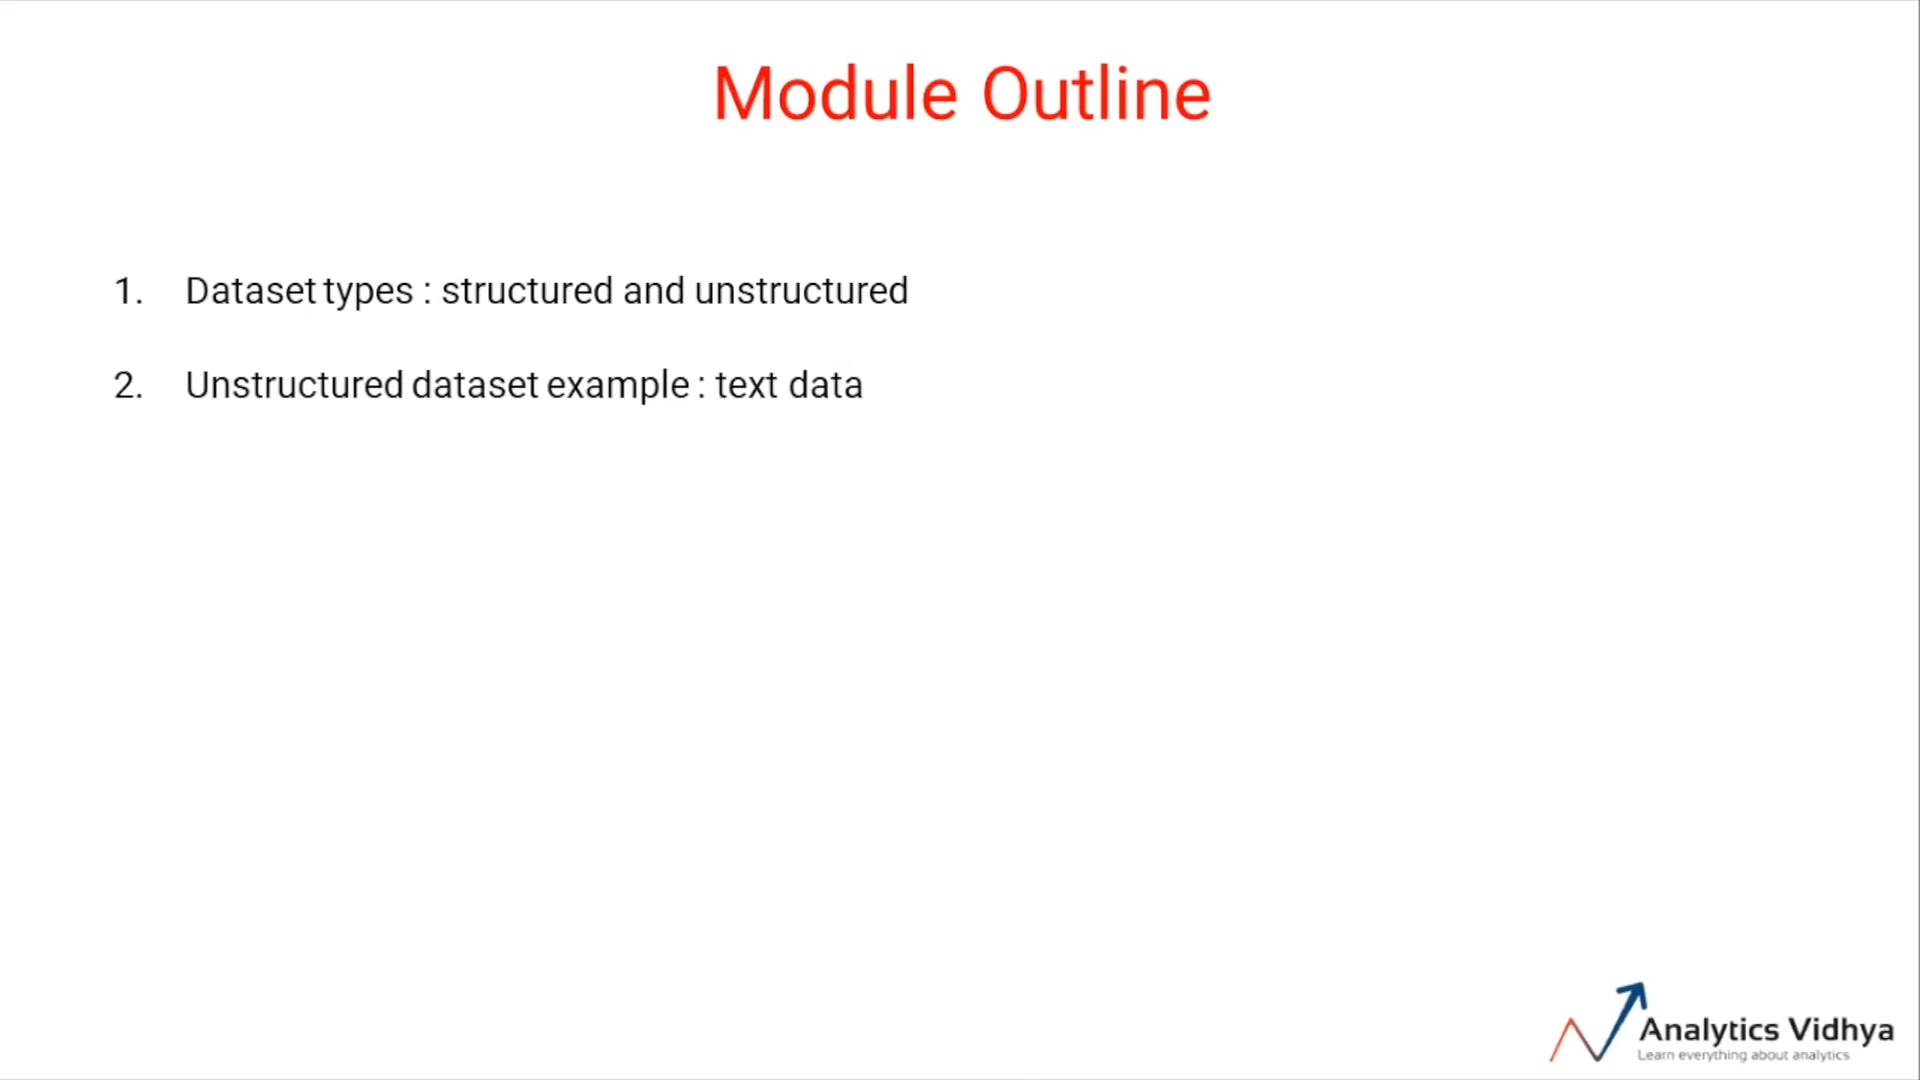 Module Outline
1. Dataset types : structured and unstructured
2. Unstructured dataset example : text data
Analytics Vidhya
Learn everything about analytics